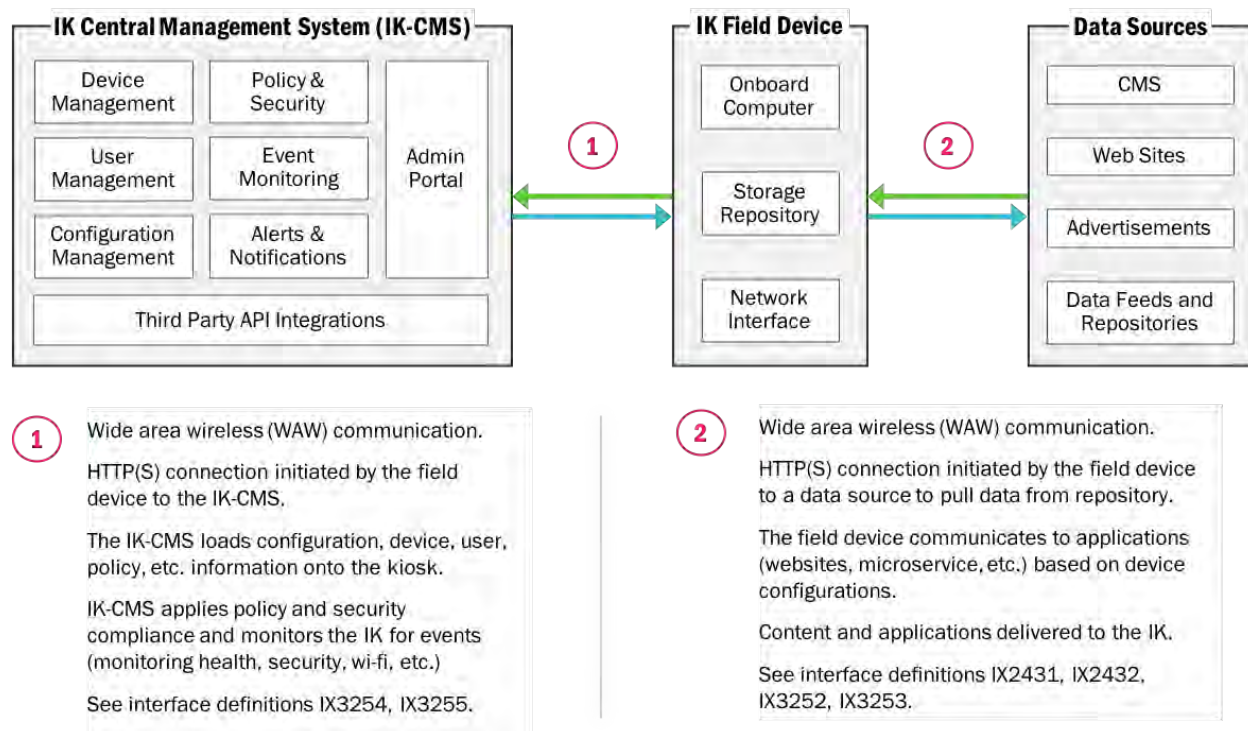 IK Central Management System (IK-CMS)
Device
Management
Policy &
Security
User
Management
Event
Monitoring
Configuration
Management
Alerts &
Notifications
Admin
Portal
Third Party API Integrations
1
IK Field Device
Onboard
Computer
Storage
Repository
Network
Interface
2
Data Sources
CMS
Web Sites
Advertisements
Data Feeds and
Repositories
1
Wide area wireless (WAW) communication.
HTTP(S) connection initiated by the field
device to the IK-CMS.
The IK-CMS loads configuration, device, user,
policy, etc. information onto the kiosk.
IK-CMS applies policy and security
compliance and monitors the IK for events
(monitoring health, security, wi-fi, etc.)
See interface definitions IX3254, IX3255.
2
Wide area wireless (WAW) communication.
HTTP(S) connection initiated by the field device
to a data source to pull data from repository.
The field device communicates to applications
(websites, microservice, etc.) based on device
configurations.
Content and applications delivered to the IK.
See interface definitions IX2431, IX2432,
IX3252, IX3253.